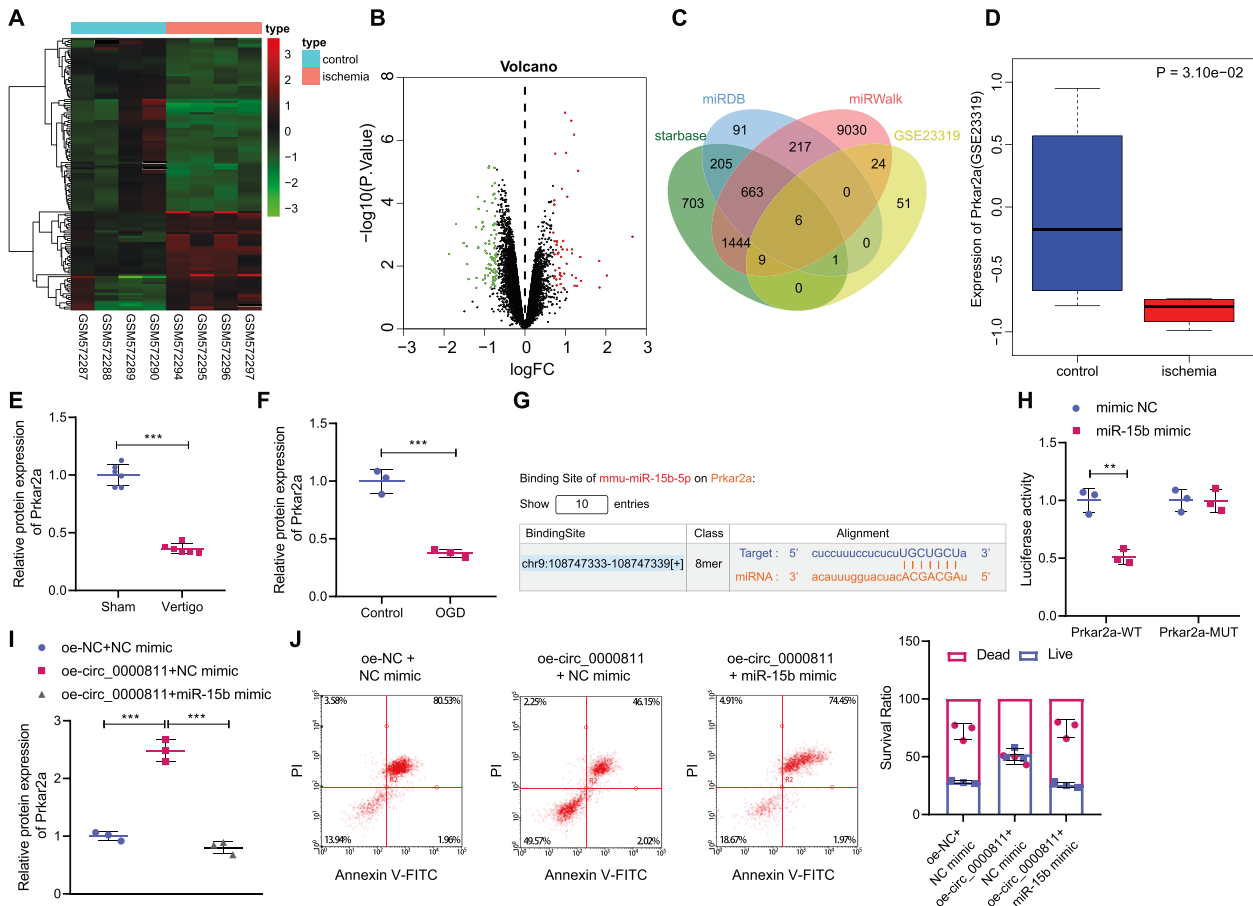 A
type
3
2
1
0
−1
−2
−3
type
control
ischemia
GSM572287
GSM572288
GSM572289
GSM572290
GSM572294
GSM572295
GSM572296
GSM572297
B
Volcano
−log10(P.Value)
8
6
4
2
0
−3
−2
−1
0
1
2
3
logFC
C
miRDB
miRWalk
starbase
GSE23319
91
9030
205
217
24
703
663
0
51
6
1444
0
9
1
0
D
P = 3.10e−02
Expression of Prkar2a(GSE23319)
1.0
0.5
0.0
−0.5
−1.0
control
ischemia
E
Relative protein expression
of Prkar2a
1.5
1.0
0.5
0.0
***
Sham
Vertigo
F
Relative protein expression
of Prkar2a
1.5
1.0
0.5
0.0
***
Control
OGD
G
Binding Site of mmu-miR-15b-5p on Prkar2a:
Show 10 entries
BindingSite Class Alignment
chr9:108747333-108747339[+] 8mer
Target : 5' cuccuuuccucucuUGCUGCUa 3'
miRNA : 3' acauuugguacuacACGACGAu 5'
H
mimic NC
miR-15b mimic
Luciferase activity
1.5
1.0
0.5
0.0
**
Prkar2a-WT
Prkar2a-MUT
I
oe-NC+NC mimic
oe-circ_0000811+NC mimic
oe-circ_0000811+miR-15b mimic
Relative protein expression
of Prkar2a
3
2
1
0
***
***
J
oe-NC +
NC mimic
3.58%
80.53%
R2
13.94%
1.96%
PI
Annexin V-FITC
oe-circ_0000811
+ NC mimic
2.25%
46.15%
R2
49.57%
2.02%
PI
Annexin V-FITC
oe-circ_0000811
+ miR-15b mimic
4.91%
74.45%
R2
18.67%
1.97%
PI
Annexin V-FITC
Dead
Live
Survival Ratio
150
100
50
0
oe-NC+
NC mimic
oe-circ_0000811+
NC mimic
oe-circ_0000811+
miR-15b mimic